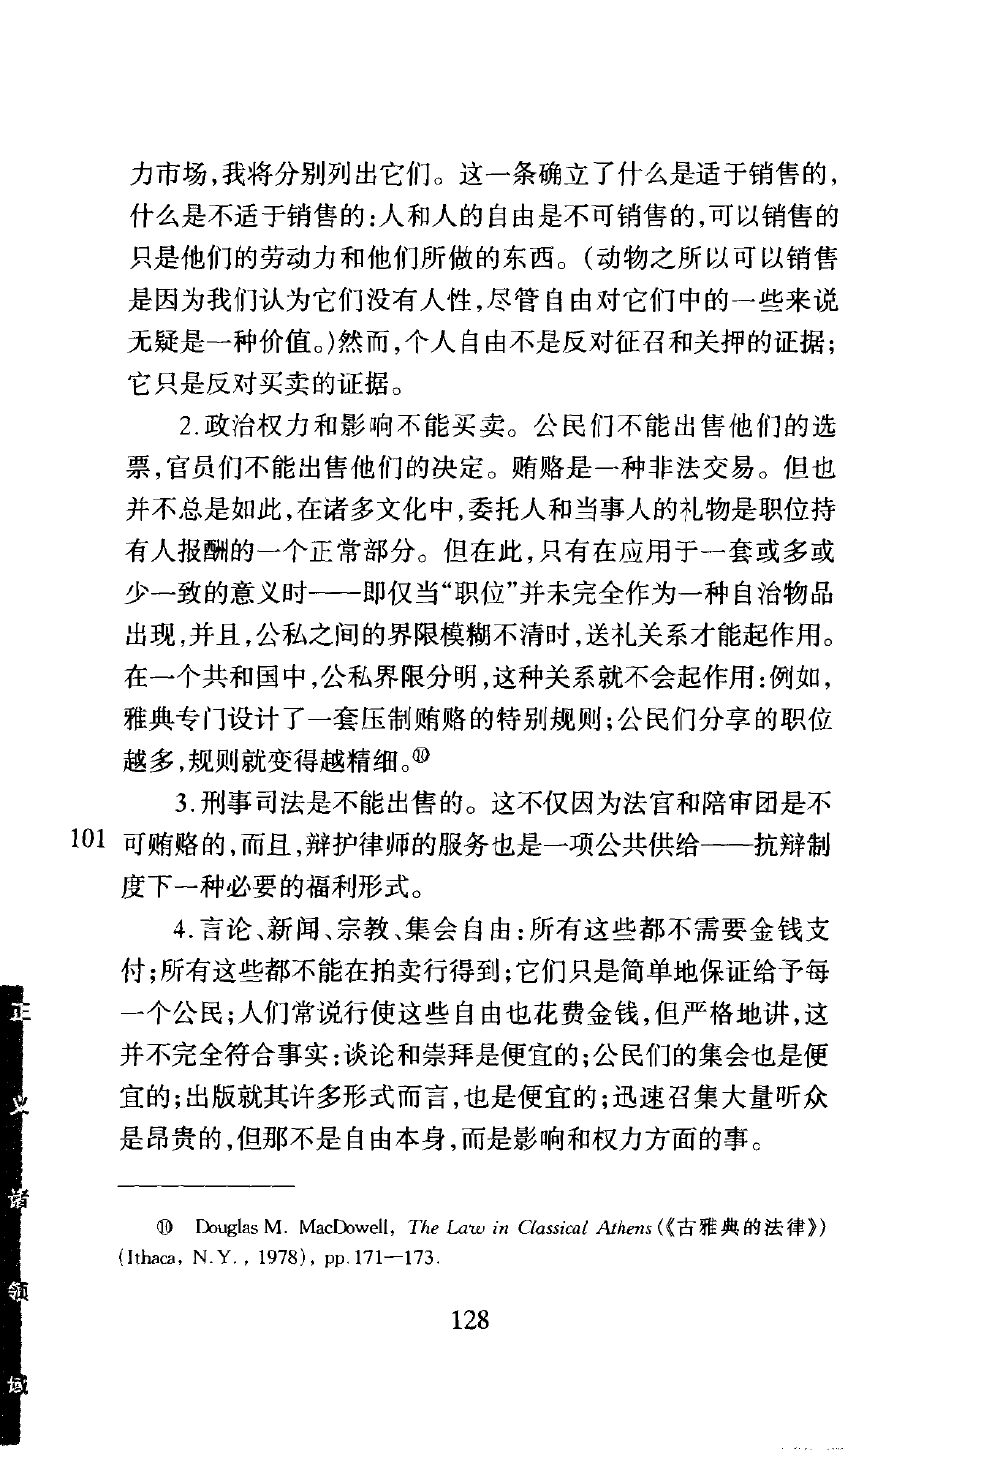 力市场,我将分别列出它们。这一条确立了什么是适于销售的,
什么是不适于销售的:人和人的自由是不可销售的,可以销售的
只是他们的劳动力和他们所做的东西。(动物之所以可以销售
是因为我们认为它们没有人性,尽管自由对它们中的一些来说
无疑是一种价值。)然而,个人自由不是反对征召和关押的证据;
它只是反对买卖的证据。
2.政治权力和影响不能买卖。公民们不能出售他们的选
票,官员们不能出售他们的决定。贿赂是一种非法交易。但也
并不总是如此,在诸多文化中,委托人和当事人的礼物是职位持
有人报酬的一个正常部分。但在此,只有在应用于一套或多或
少一致的意义时——即仅当“职位”并未完全作为一种自治物品
出现,并且,公私之间的界限模糊不清时,送礼关系才能起作用。
在一个共和国中,公私界限分明,这种关系就不会起作用:例如,
雅典专门设计了一套压制贿赂的特别规则;公民们分享的职位
越多,规则就变得越精细。⑩
3.刑事司法是不能出售的。这不仅因为法官和陪审团是不
101 可贿赂的,而且,辩护律师的服务也是一项公共供给——抗辩制
度下一种必要的福利形式。
4.言论、新闻、宗教、集会自由:所有这些都不需要金钱支
付;所有这些都不能在拍卖行得到;它们只是简单地保证给予每
一个公民;人们常说行使这些自由也花费金钱,但严格地讲,这
并不完全符合事实:谈论和崇拜是便宜的;公民们的集会也是便
宜的;出版就其许多形式而言,也是便宜的;迅速召集大量听众
是昂贵的,但那不是自由本身,而是影响和权力方面的事。
⑩ Douglas M. MacDowell, The Law in Classical Athens(《古雅典的法律》)
(Ithaca, N.Y., 1978), pp.171—173.
128
正义诸领域